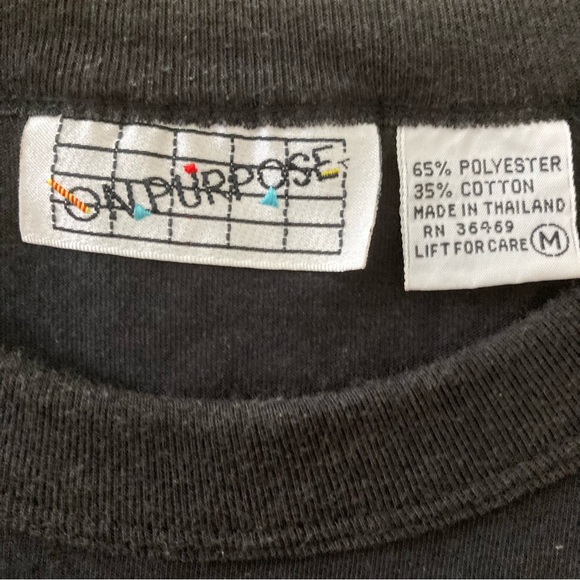 ON PURPOSE
65% POLYESTER
35% COTTON
MADE IN THAILAND
RN 36469
LIFT FOR CARE M